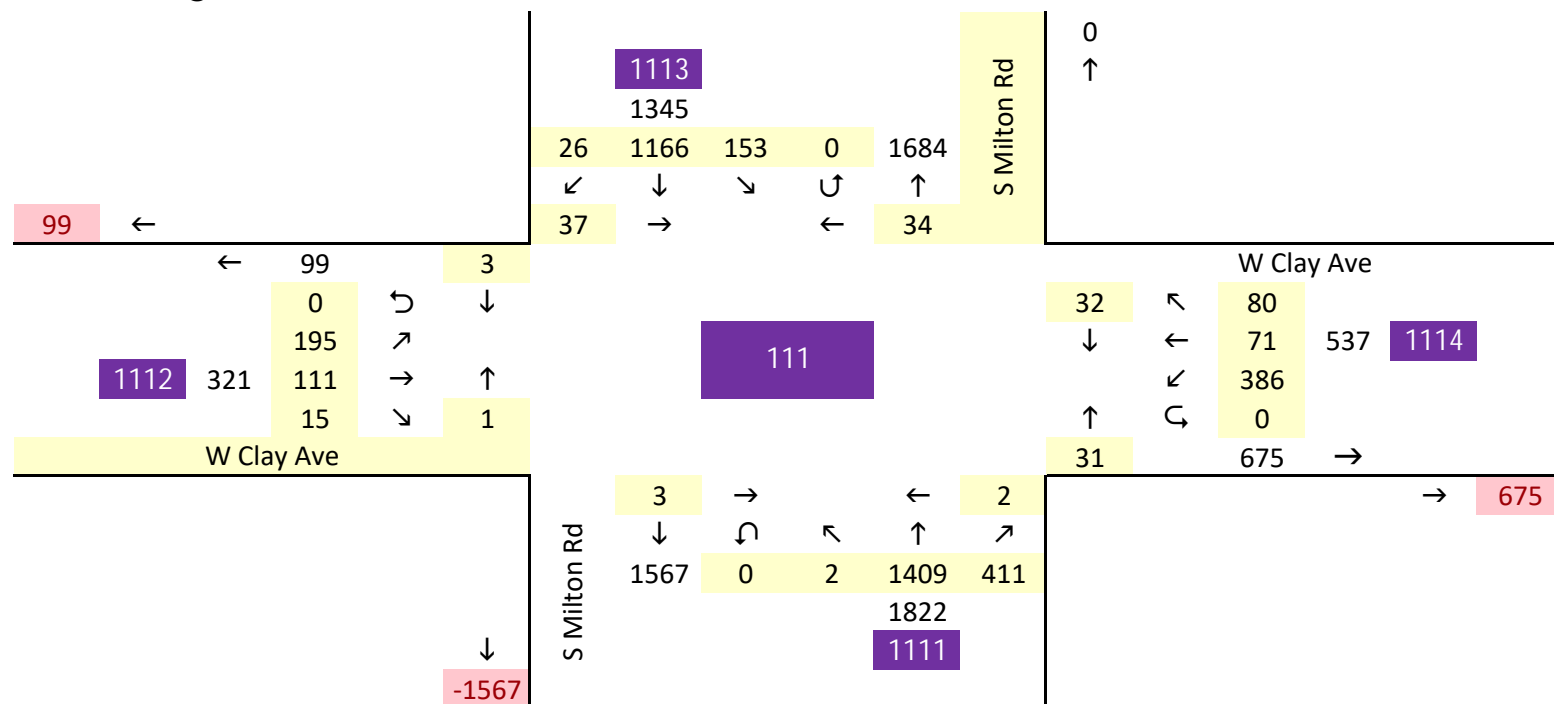 0
1113 ↑
1345
26 1166 153 0 1684
↙ ↓ ↘ ⮍ ↑
S Milton Rd
99 ← 37 → ← 34
← 99 3 W Clay Ave
0 ⮌ ↓ 32 ↖ 80
195 ↗ 111 ↓ ← 71 537 1114
1112 321 111 → ↑ ↙ 386
15 ↘ 1 ↑ ⮎ 0
W Clay Ave 31 675 →
3 → ← 2 → 675
↓ ⮏ ↖ ↑ ↗
S Milton Rd
1567 0 2 1409 411
1822
↓ 1111
-1567